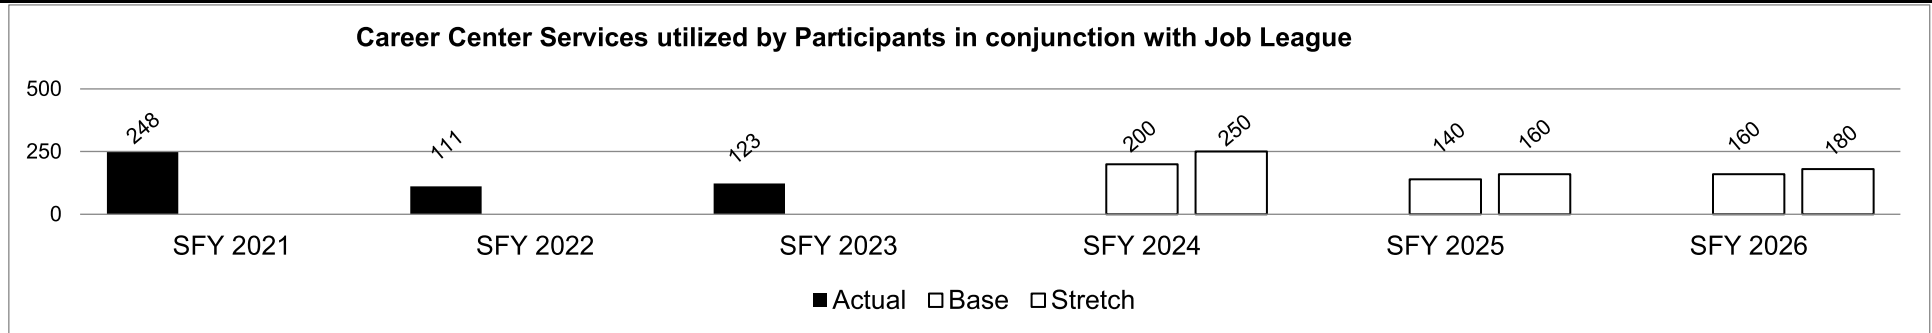 Career Center Services utilized by Participants in conjunction with Job League
500
250
0
248
111
123
200
250
140
160
160
180
SFY 2021
SFY 2022
SFY 2023
SFY 2024
SFY 2025
SFY 2026
Actual Base Stretch